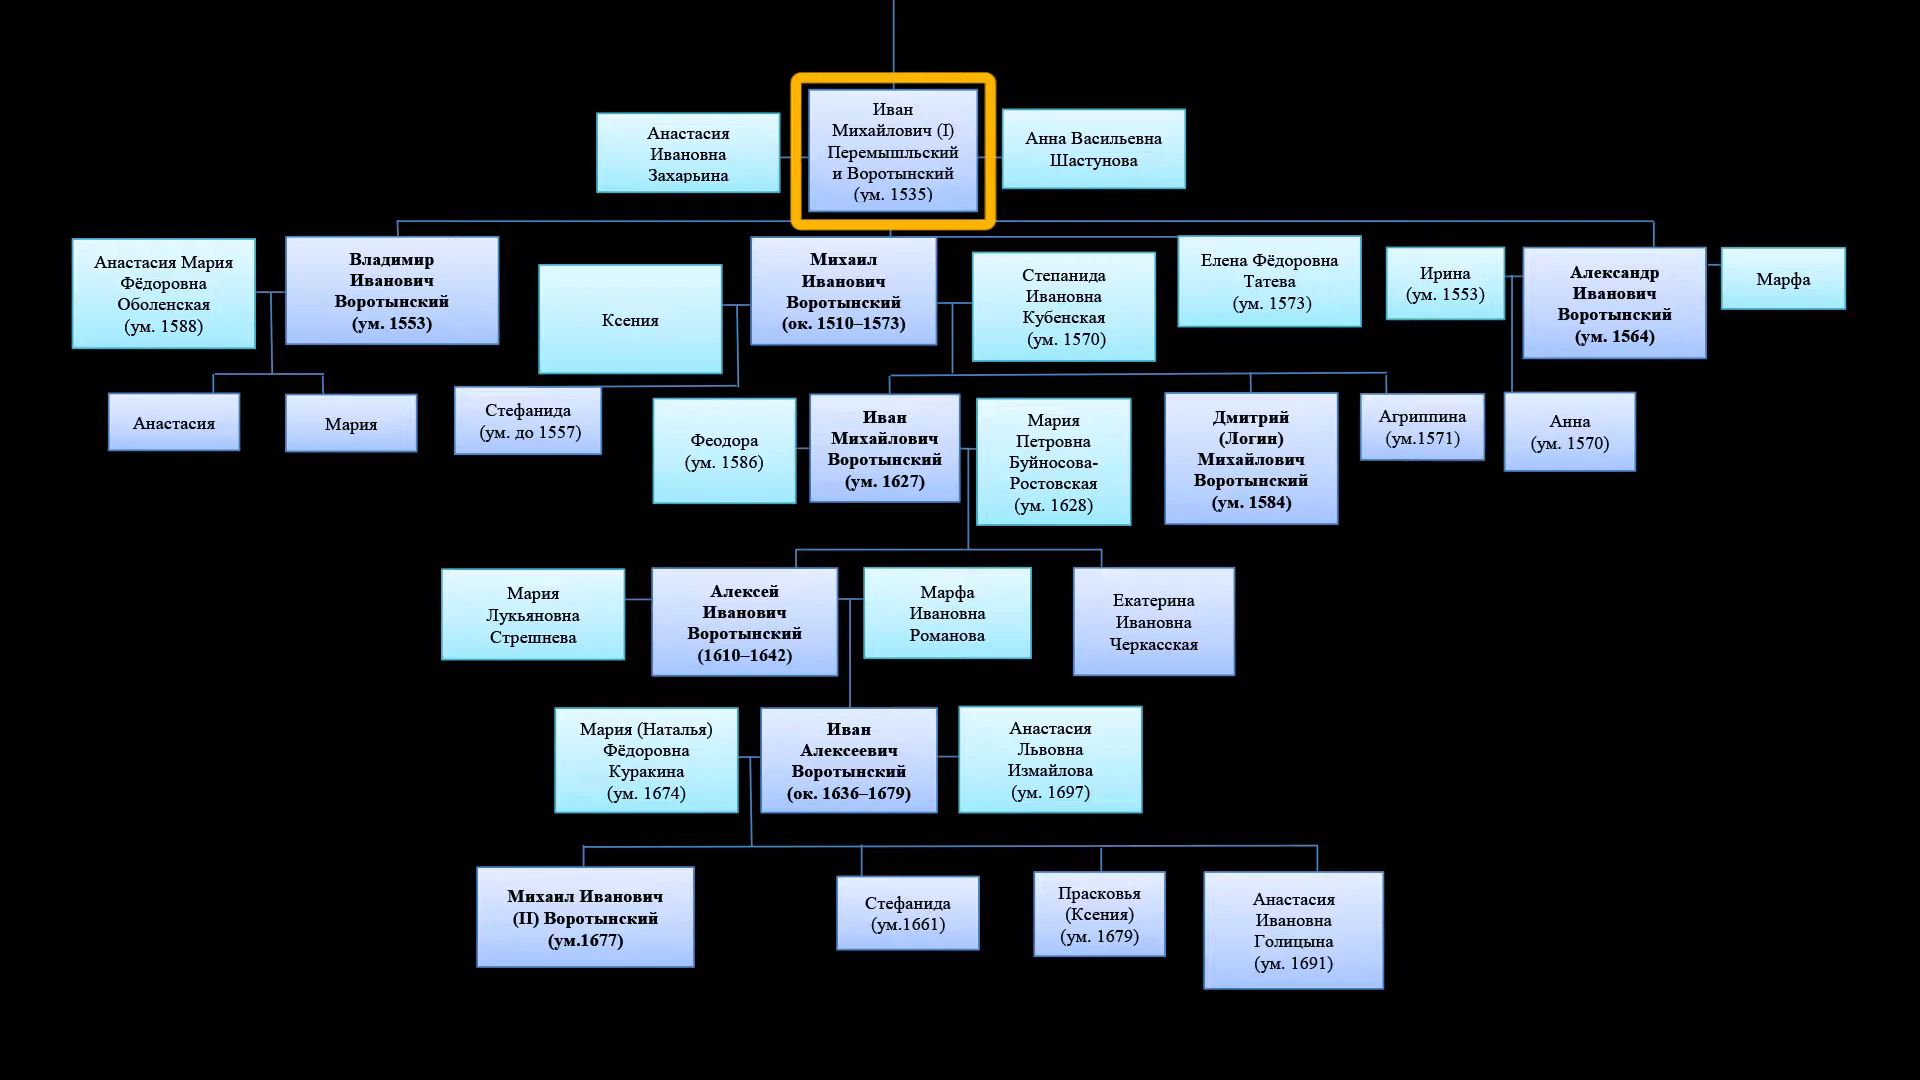 Иван
Михайлович (I)
Перемышльский
и Воротынский
(ум. 1535)
Анастасия
Ивановна
Захарьина
Анна Васильевна
Шастунова
Анастасия Мария
Фёдоровна
Оболенская
(ум. 1588)
Владимир
Иванович
Воротынский
(ум. 1553)
Ксения
Михаил
Иванович
Воротынский
(ок. 1510–1573)
Степанида
Ивановна
Кубенская
(ум. 1570)
Елена Фёдоровна
Татева
(ум. 1573)
Ирина
(ум. 1553)
Александр
Иванович
Воротынский
(ум. 1564)
Марфа
Анастасия
Мария
Стефанида
(ум. до 1557)
Феодора
(ум. 1586)
Иван
Михайлович
Воротынский
(ум. 1627)
Мария
Петровна
Буйносова-
Ростовская
(ум. 1628)
Дмитрий
(Логин)
Михайлович
Воротынский
(ум. 1584)
Агриппина
(ум.1571)
Анна
(ум. 1570)
Мария
Лукьяновна
Стрешнева
Алексей
Иванович
Воротынский
(1610–1642)
Марфа
Ивановна
Романова
Екатерина
Ивановна
Черкасская
Мария (Наталья)
Фёдоровна
Куракина
(ум. 1674)
Иван
Алексеевич
Воротынский
(ок. 1636–1679)
Анастасия
Львовна
Измайлова
(ум. 1697)
Михаил Иванович
(II) Воротынский
(ум.1677)
Стефанида
(ум.1661)
Прасковья
(Ксения)
(ум. 1679)
Анастасия
Ивановна
Голицына
(ум. 1691)